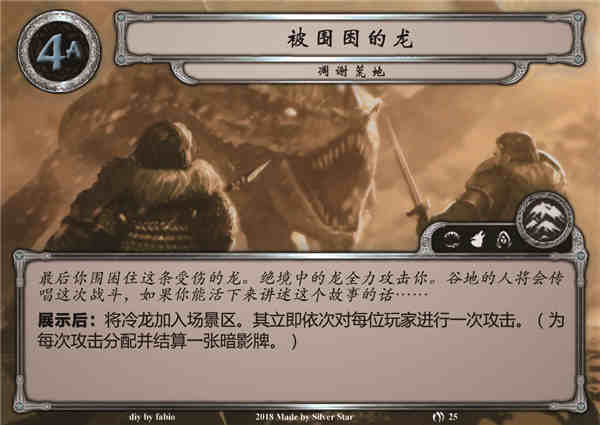 4A
被围困的龙
凋谢荒地
最后你围困住这条受伤的龙。绝境中的龙全力攻击你。谷地的人将会传
唱这次战斗，如果你能活下来讲述这个故事的话……
展示后：将冷龙加入场景区。其立即依次对每位玩家进行一次攻击。（为
每次攻击分配并结算一张暗影牌。）
diy by fabio 2018 Made by Silver Star 25